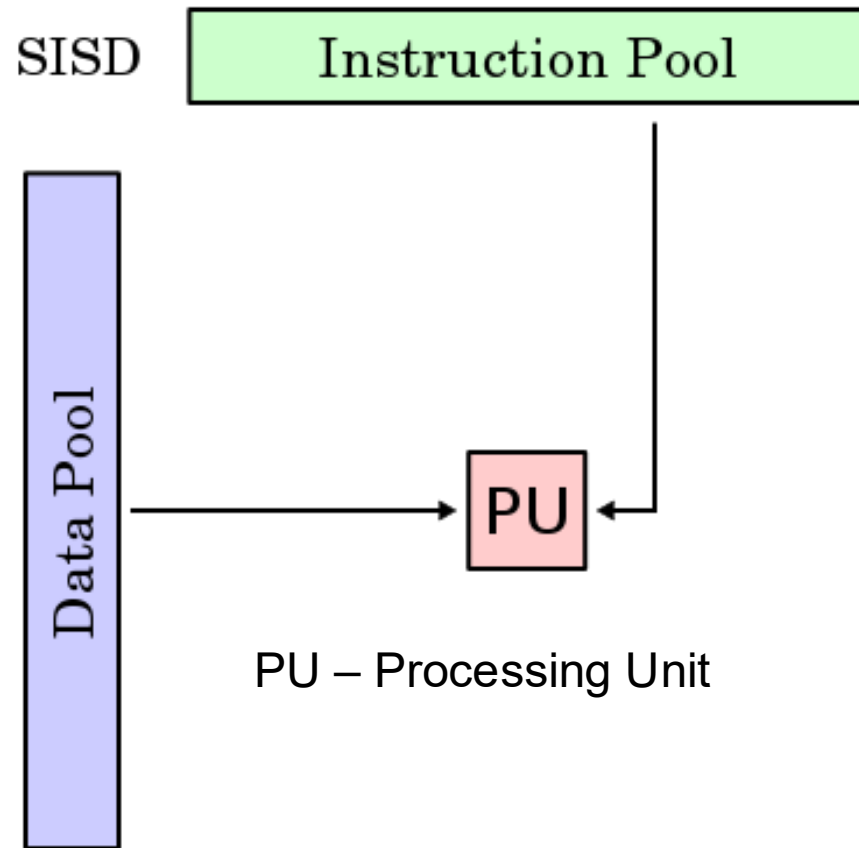 SISD
Instruction Pool
Data Pool
PU
PU – Processing Unit